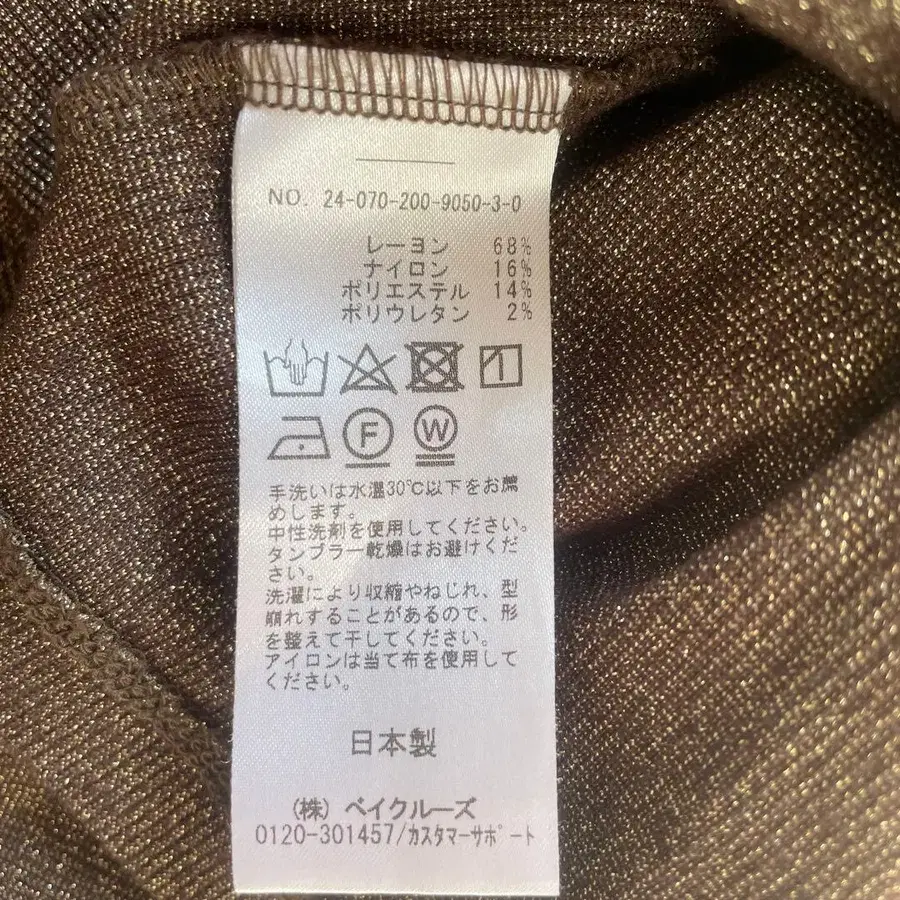 NO. 24-070-200-9050-3-0
レーヨン 68%
ナイロン 16%
ポリエステル 14%
ポリウレタン 2%
F W
手洗いは水温30℃以下をお薦
めします。
中性洗剤を使用してください。
タンブラー乾燥はお避けくだ
さい。
洗濯により収縮やねじれ、型
崩れすることがあるので、形
を整えて干してください。
アイロンは当て布を使用して
ください。
日本製
(株) ベイクルーズ
0120-301457/カスタマーサポート